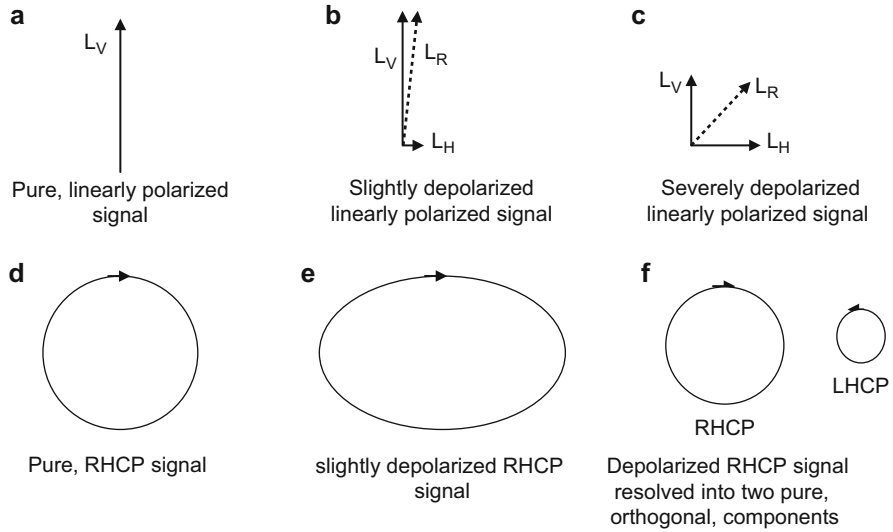 a
L_V
Pure, linearly polarized
signal
b
L_V
L_R
L_H
Slightly depolarized
linearly polarized signal
c
L_V
L_R
L_H
Severely depolarized
linearly polarized signal
d
Pure, RHCP signal
e
slightly depolarized RHCP
signal
f
RHCP
LHCP
Depolarized RHCP signal
resolved into two pure,
orthogonal, components